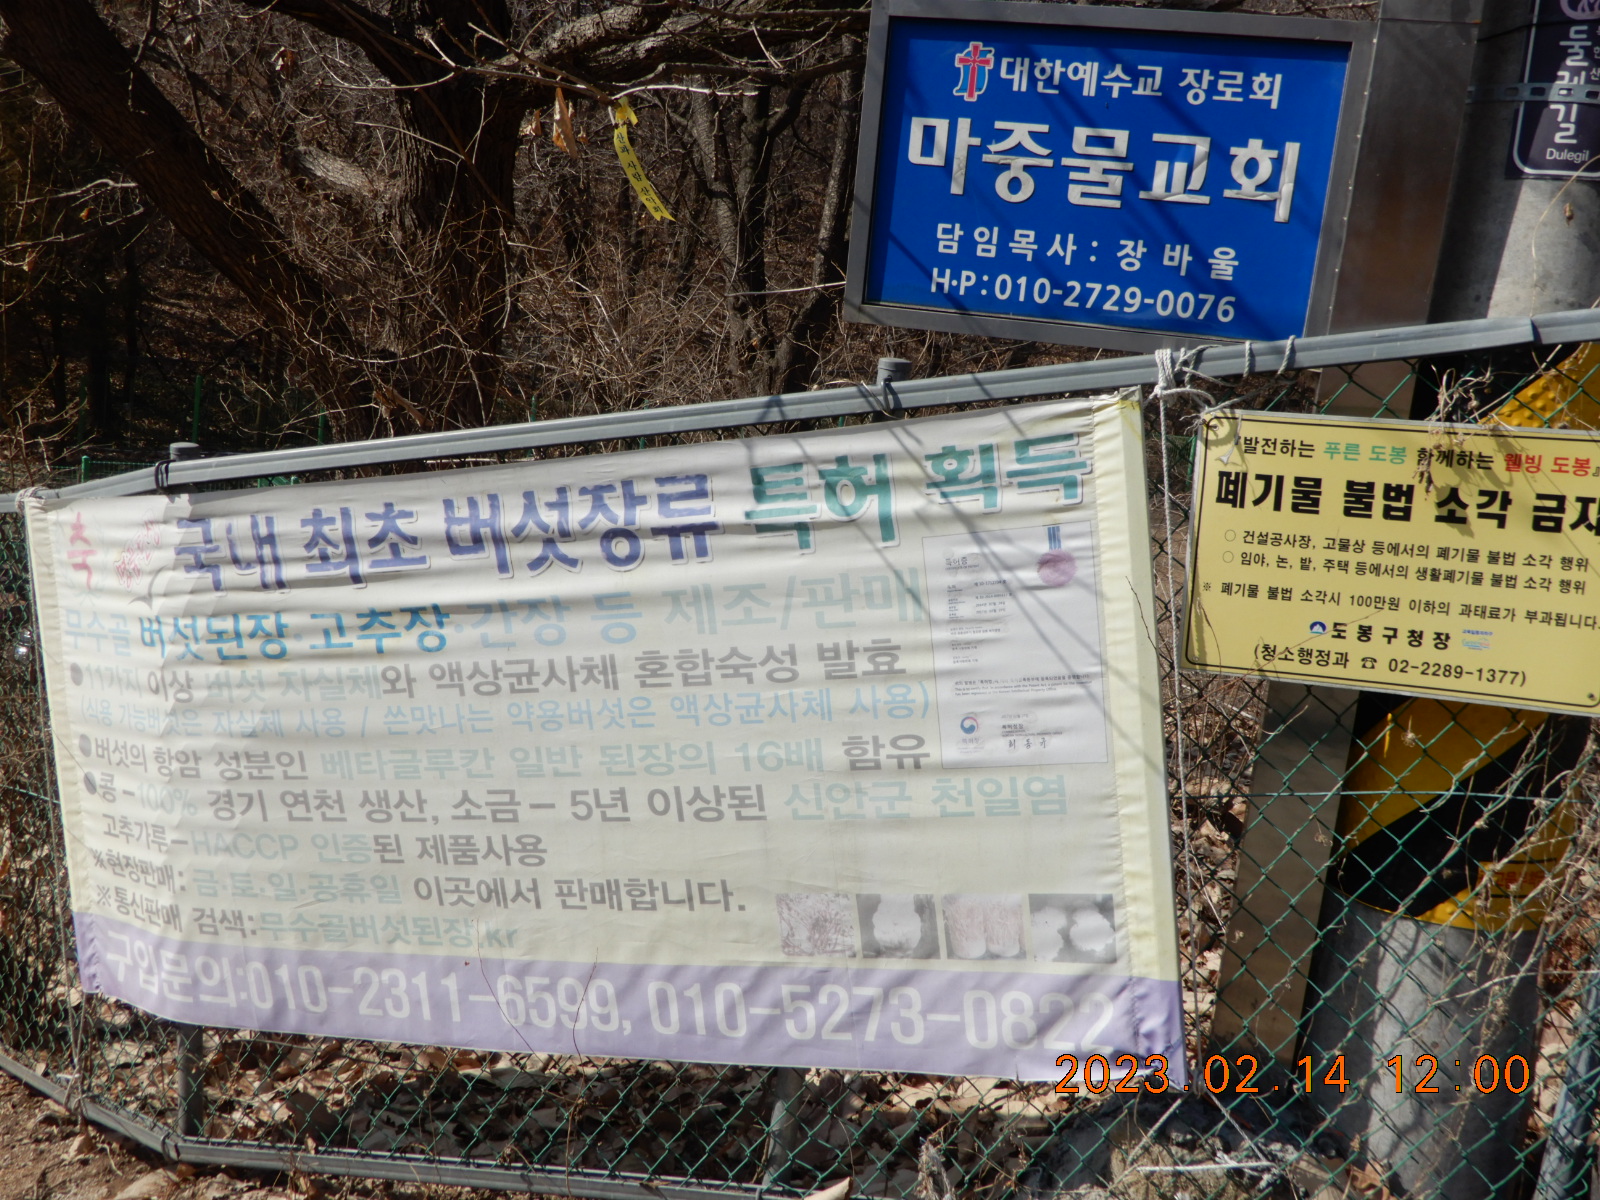 대한예수교 장로회
마중물교회
담임목사 : 장바울
H·P:010-2729-0076
둘레길
Dulegil
발전하는 푸른 도봉 함께하는 웰빙 도봉
폐기물 불법 소각 금지
○ 건설공사장, 고물상 등에서의 폐기물 불법 소각 행위
○ 임야, 논, 밭, 주택 등에서의 생활폐기물 불법 소각 행위
※ 폐기물 불법 소각시 100만원 이하의 과태료가 부과됩니다.
도봉구청장
(청소행정과 ☎ 02-2289-1377)
축 국내 최초 버섯장류 특허 획득
무수골 버섯된장·고추장·간장 등 제조/판매
●11가지 이상 버섯 자실체와 액상균사체 혼합숙성 발효
(식용 가능버섯은 자실체 사용 / 쓴맛나는 약용버섯은 액상균사체 사용)
●버섯의 항암 성분인 베타글루칸 일반 된장의 16배 함유
●콩-100% 경기 연천 생산, 소금-5년 이상된 신안군 천일염
고추가루-HACCP 인증된 제품사용
※현장판매: 금·토·일·공휴일 이곳에서 판매합니다.
※통신판매 검색:무수골버섯된장.kr
구입문의:010-2311-6599, 010-5273-0822
2023.02.14 12:00